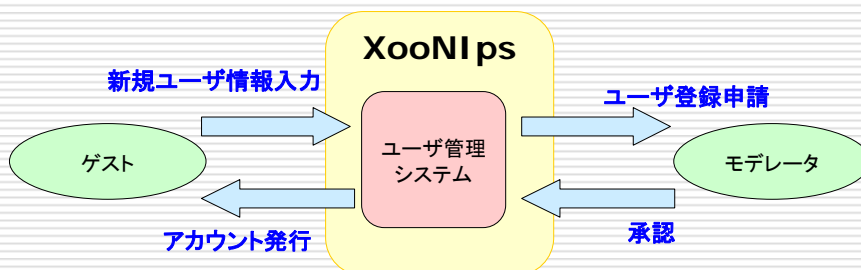 XooNIps
新規ユーザ情報入力
ユーザ登録申請
ゲスト
ユーザ管理
システム
モデレータ
アカウント発行
承認